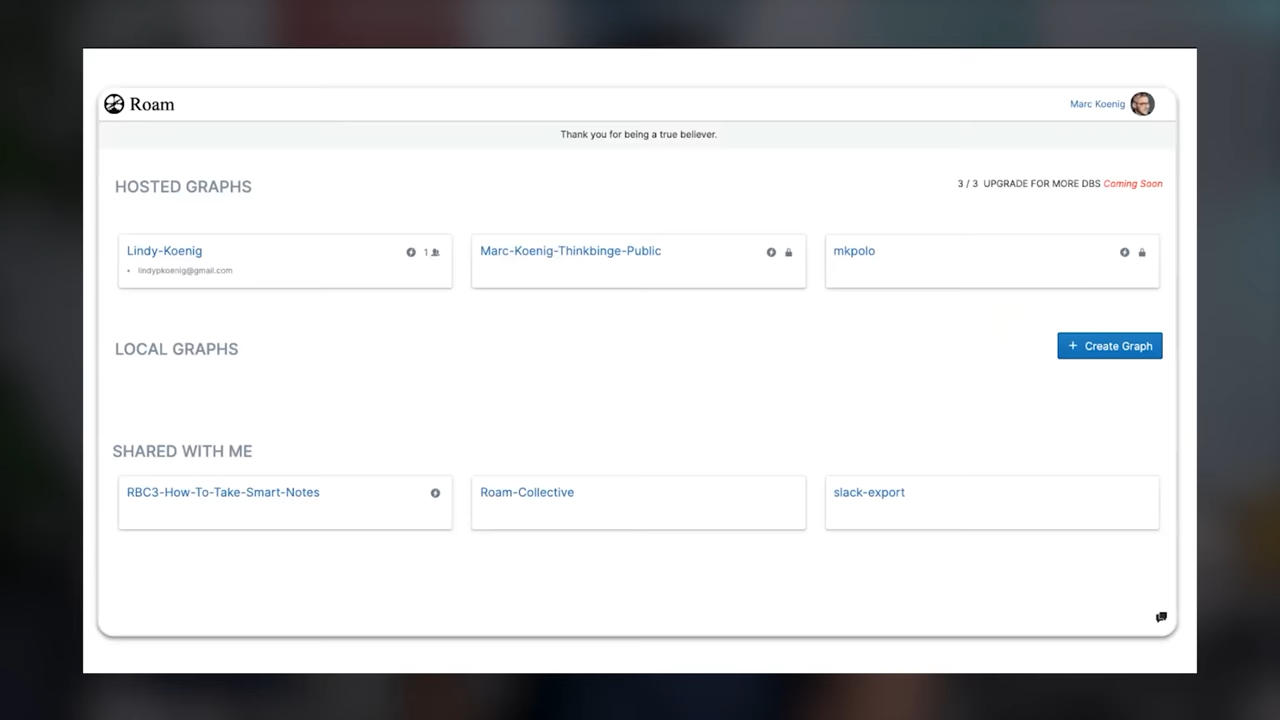 Roam
Marc Koenig
Thank you for being a true believer.
HOSTED GRAPHS
3 / 3 UPGRADE FOR MORE DBS Coming Soon
Lindy-Koenig
1
lindypkoenig@gmail.com
Marc-Koenig-Thinkbinge-Public
mkpolo
LOCAL GRAPHS
+ Create Graph
SHARED WITH ME
RBC3-How-To-Take-Smart-Notes
Roam-Collective
slack-export